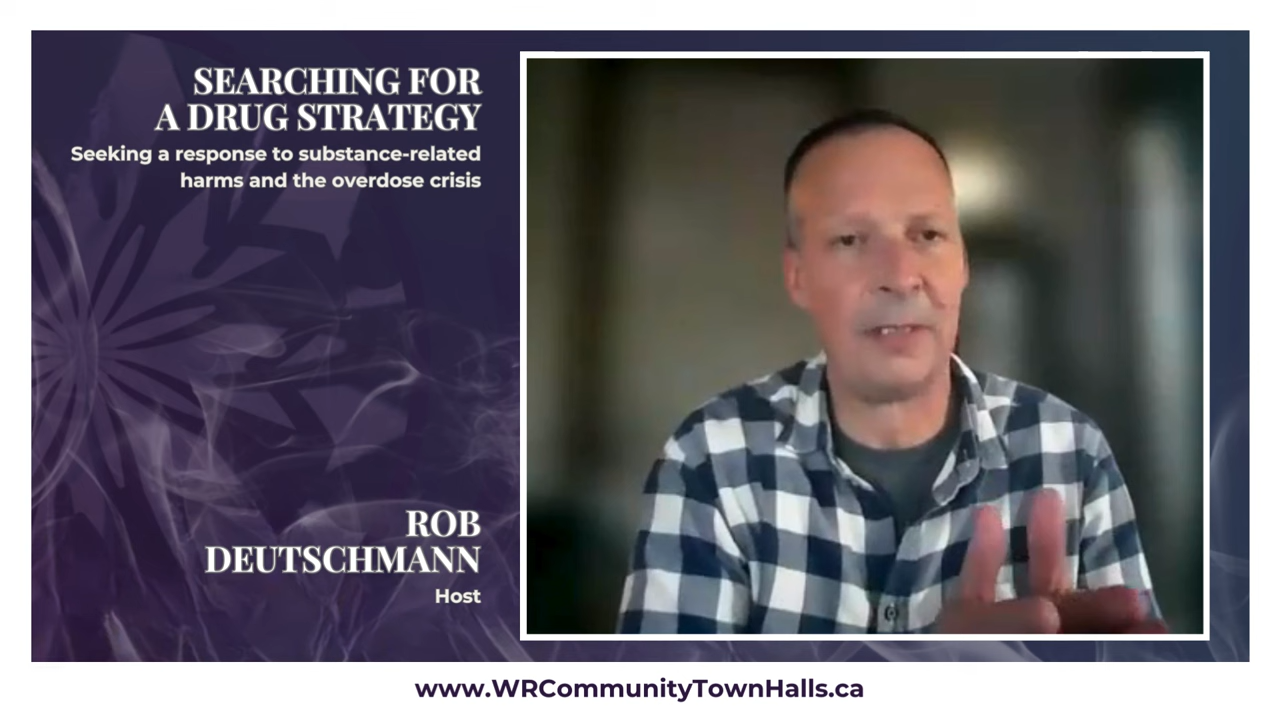 SEARCHING FOR
A DRUG STRATEGY
Seeking a response to substance-related
harms and the overdose crisis
ROB
DEUTSCHMANN
Host
www.WRCommunityTownHalls.ca